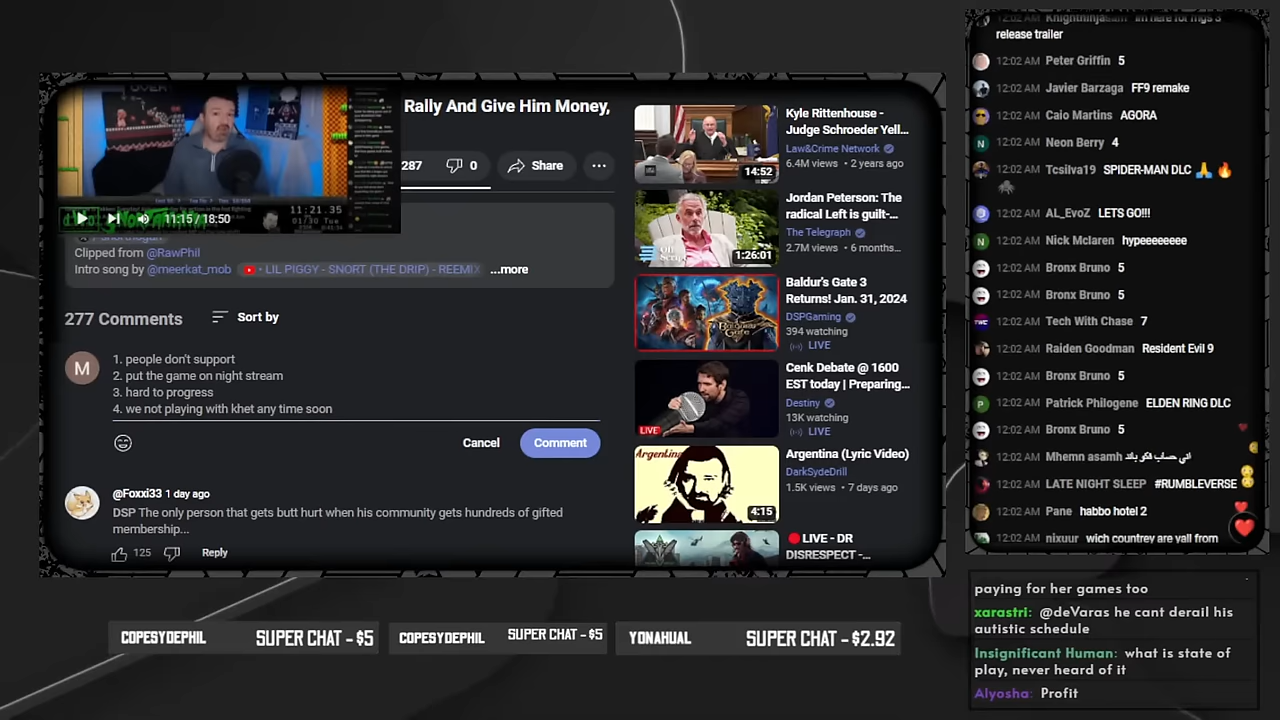 Rally And Give Him Money,
287
0
Share
11:15 / 18:50
11:21.35
Clipped from @RawPhil
Intro song by @meerkat_mob
LIL PIGGY - SNORT (THE DRIP) - REEMIX
...more
277 Comments
Sort by
M
1. people don't support
2. put the game on night stream
3. hard to progress
4. we not playing with khet any time soon
Cancel
Comment
@Foxxi33 1 day ago
DSP The only person that gets butt hurt when his community gets hundreds of gifted
membership...
125
Reply
14:52
Kyle Rittenhouse -
Judge Schroeder Yell...
Law&Crime Network
6.4M views • 2 years ago
1:26:01
Jordan Peterson: The
radical Left is guilt-...
The Telegraph
2.7M views • 6 months...
Baldur's Gate 3
Returns! Jan. 31, 2024
DSPGaming
394 watching
LIVE
LIVE
Cenk Debate @ 1600
EST today | Preparing...
Destiny
13K watching
LIVE
Argentina
4:15
Argentina (Lyric Video)
DarkSydeDrill
1.5K views • 7 days ago
LIVE - DR
DISRESPECT -...
release trailer
12:02 AM Peter Griffin 5
12:02 AM Javier Barzaga FF9 remake
12:02 AM Caio Martins AGORA
12:02 AM Neon Berry 4
12:02 AM Tcsilva19 SPIDER-MAN DLC 🙏 🔥
12:02 AM AL_EvoZ LETS GO!!!
12:02 AM Nick Mclaren hypeeeeeeee
12:02 AM Bronx Bruno 5
12:02 AM Bronx Bruno 5
12:02 AM Tech With Chase 7
12:02 AM Raiden Goodman Resident Evil 9
12:02 AM Bronx Bruno 5
12:02 AM Patrick Philogene ELDEN RING DLC
12:02 AM Bronx Bruno 5
12:02 AM Mhemn asamh
12:02 AM LATE NIGHT SLEEP #RUMBLEVERSE
12:02 AM Pane habbo hotel 2
12:02 AM nixuur wich countrey are yall from
paying for her games too
xarastri: @deVaras he cant derail his
autistic schedule
Insignificant Human: what is state of
play, never heard of it
Alyosha: Profit
COPESYDEPHIL SUPER CHAT - $5
COPESYDEPHIL SUPER CHAT - $5
YONAHUAL SUPER CHAT - $2.92